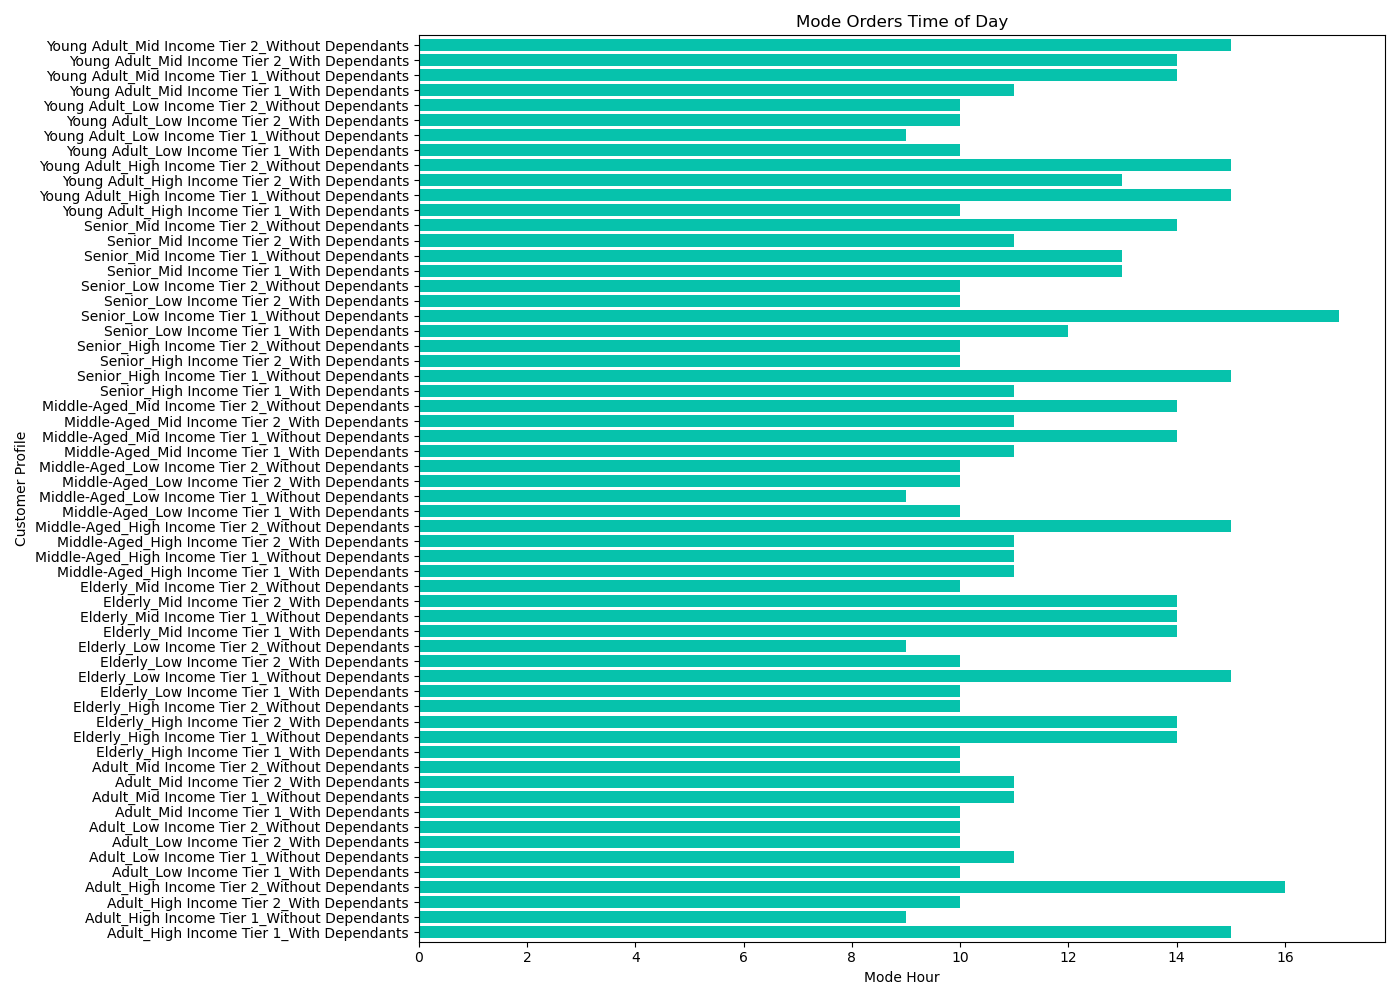 Mode Orders Time of Day
Young Adult_Mid Income Tier 2_Without Dependants
Young Adult_Mid Income Tier 2_With Dependants
Young Adult_Mid Income Tier 1_Without Dependants
Young Adult_Mid Income Tier 1_With Dependants
Young Adult_Low Income Tier 2_Without Dependants
Young Adult_Low Income Tier 2_With Dependants
Young Adult_Low Income Tier 1_Without Dependants
Young Adult_Low Income Tier 1_With Dependants
Young Adult_High Income Tier 2_Without Dependants
Young Adult_High Income Tier 2_With Dependants
Young Adult_High Income Tier 1_Without Dependants
Young Adult_High Income Tier 1_With Dependants
Senior_Mid Income Tier 2_Without Dependants
Senior_Mid Income Tier 2_With Dependants
Senior_Mid Income Tier 1_Without Dependants
Senior_Mid Income Tier 1_With Dependants
Senior_Low Income Tier 2_Without Dependants
Senior_Low Income Tier 2_With Dependants
Senior_Low Income Tier 1_Without Dependants
Senior_Low Income Tier 1_With Dependants
Senior_High Income Tier 2_Without Dependants
Senior_High Income Tier 2_With Dependants
Senior_High Income Tier 1_Without Dependants
Senior_High Income Tier 1_With Dependants
Middle-Aged_Mid Income Tier 2_Without Dependants
Middle-Aged_Mid Income Tier 2_With Dependants
Middle-Aged_Mid Income Tier 1_Without Dependants
Middle-Aged_Mid Income Tier 1_With Dependants
Middle-Aged_Low Income Tier 2_Without Dependants
Middle-Aged_Low Income Tier 2_With Dependants
Middle-Aged_Low Income Tier 1_Without Dependants
Middle-Aged_Low Income Tier 1_With Dependants
Middle-Aged_High Income Tier 2_Without Dependants
Middle-Aged_High Income Tier 2_With Dependants
Middle-Aged_High Income Tier 1_Without Dependants
Middle-Aged_High Income Tier 1_With Dependants
Elderly_Mid Income Tier 2_Without Dependants
Elderly_Mid Income Tier 2_With Dependants
Elderly_Mid Income Tier 1_Without Dependants
Elderly_Mid Income Tier 1_With Dependants
Elderly_Low Income Tier 2_Without Dependants
Elderly_Low Income Tier 2_With Dependants
Elderly_Low Income Tier 1_Without Dependants
Elderly_Low Income Tier 1_With Dependants
Elderly_High Income Tier 2_Without Dependants
Elderly_High Income Tier 2_With Dependants
Elderly_High Income Tier 1_Without Dependants
Elderly_High Income Tier 1_With Dependants
Adult_Mid Income Tier 2_Without Dependants
Adult_Mid Income Tier 2_With Dependants
Adult_Mid Income Tier 1_Without Dependants
Adult_Mid Income Tier 1_With Dependants
Adult_Low Income Tier 2_Without Dependants
Adult_Low Income Tier 2_With Dependants
Adult_Low Income Tier 1_Without Dependants
Adult_Low Income Tier 1_With Dependants
Adult_High Income Tier 2_Without Dependants
Adult_High Income Tier 2_With Dependants
Adult_High Income Tier 1_Without Dependants
Adult_High Income Tier 1_With Dependants
Customer Profile
0 2 4 6 8 10 12 14 16
Mode Hour